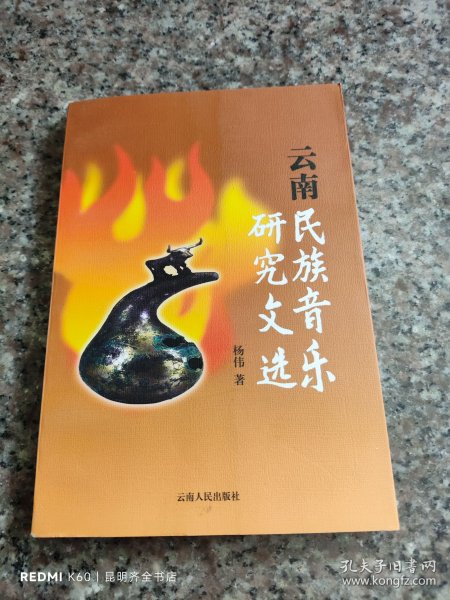 云南
民族音乐
研究文选
杨伟 著
云南人民出版社
REDMI K60 | 昆明齐全书店
孔夫子旧书网
www.kongfz.com